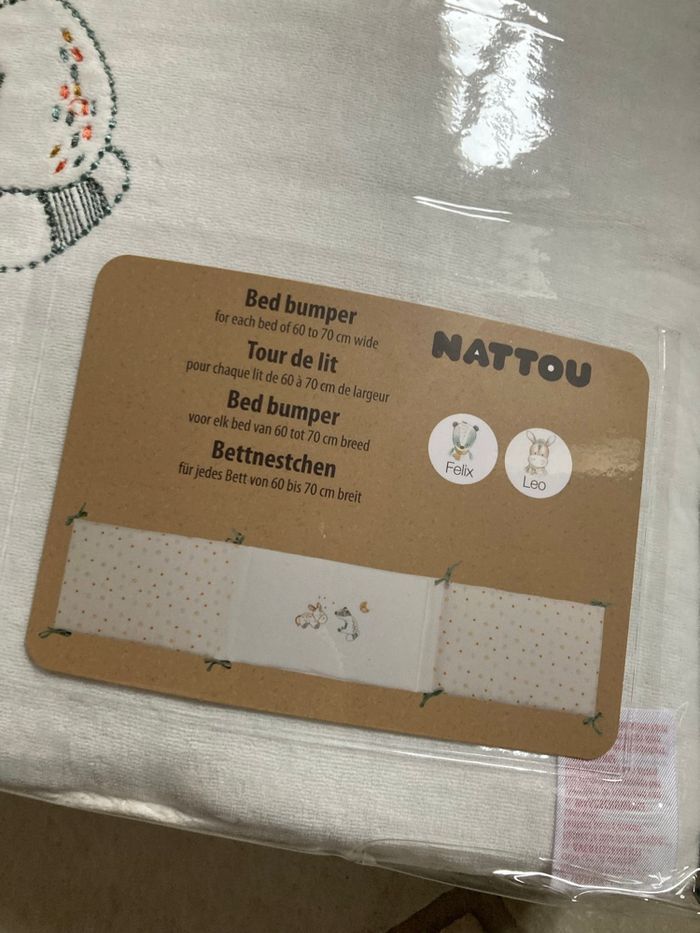 Bed bumper
for each bed of 60 to 70 cm wide
Tour de lit
pour chaque lit de 60 à 70 cm de largeur
Bed bumper
voor elk bed van 60 tot 70 cm breed
Bettnestchen
für jedes Bett von 60 bis 70 cm breit
NATTOU
Felix
Leo